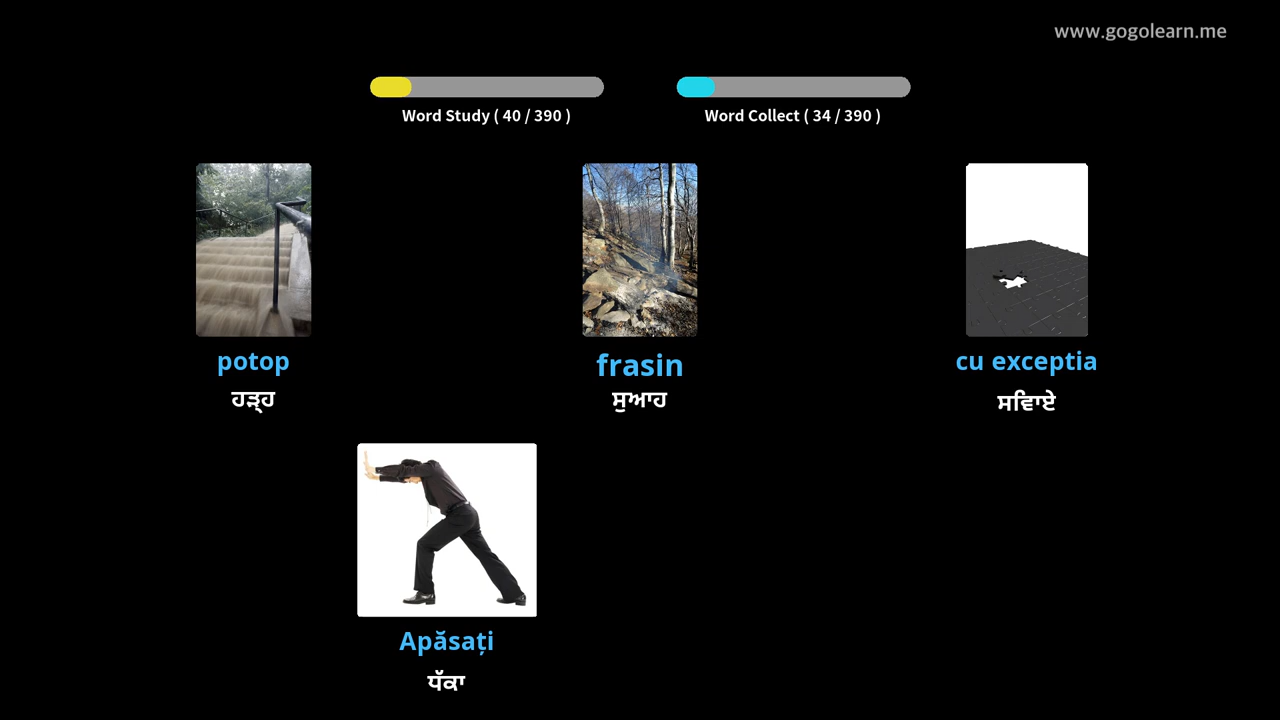 www.gogolearn.me
Word Study ( 40 / 390 )
Word Collect ( 34 / 390 )
potop
frasin
cu exceptia
ਹੜ੍ਹ
ਸੁਆਹ
ਸਵਿਾਏ
Apăsați
ਧੱਕਾ